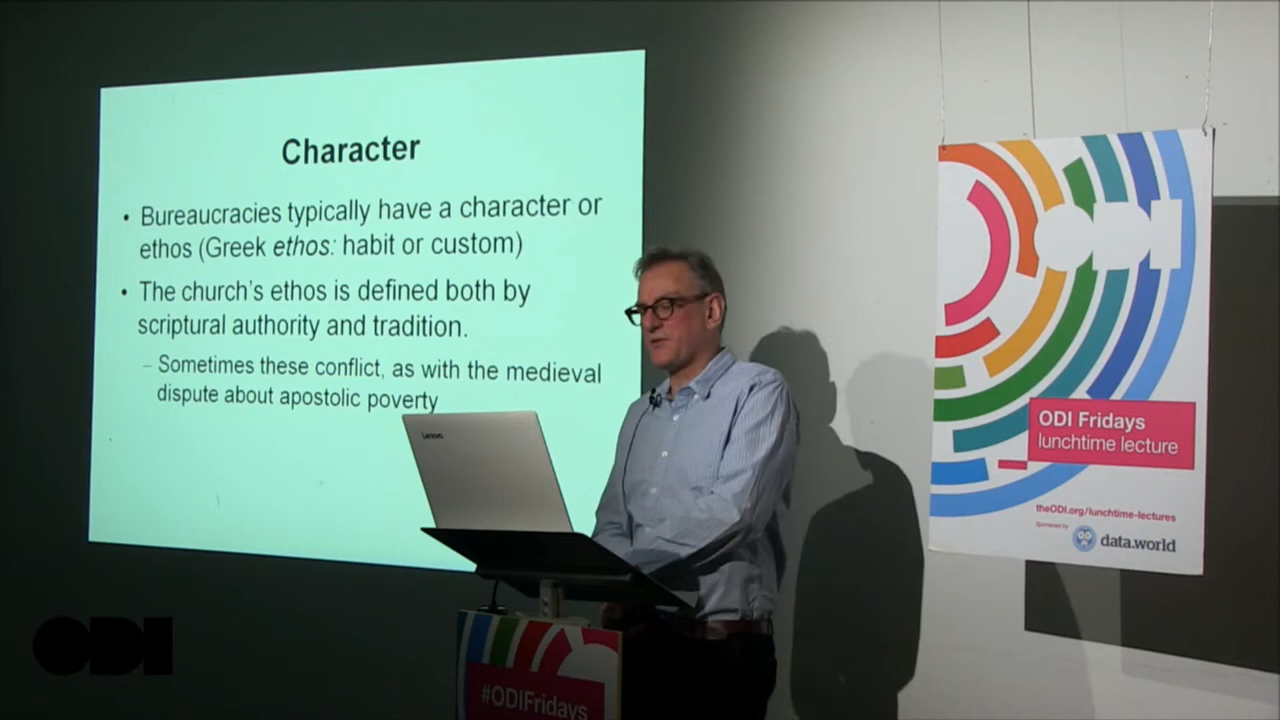 Character
• Bureaucracies typically have a character or
ethos (Greek ethos: habit or custom)
• The church's ethos is defined both by
scriptural authority and tradition.
– Sometimes these conflict, as with the medieval
dispute about apostolic poverty
Lenovo
ODI Fridays
lunchtime lecture
theODI.org/lunchtime-lectures
Sponsored by
data.world
ODI
#ODIFridays